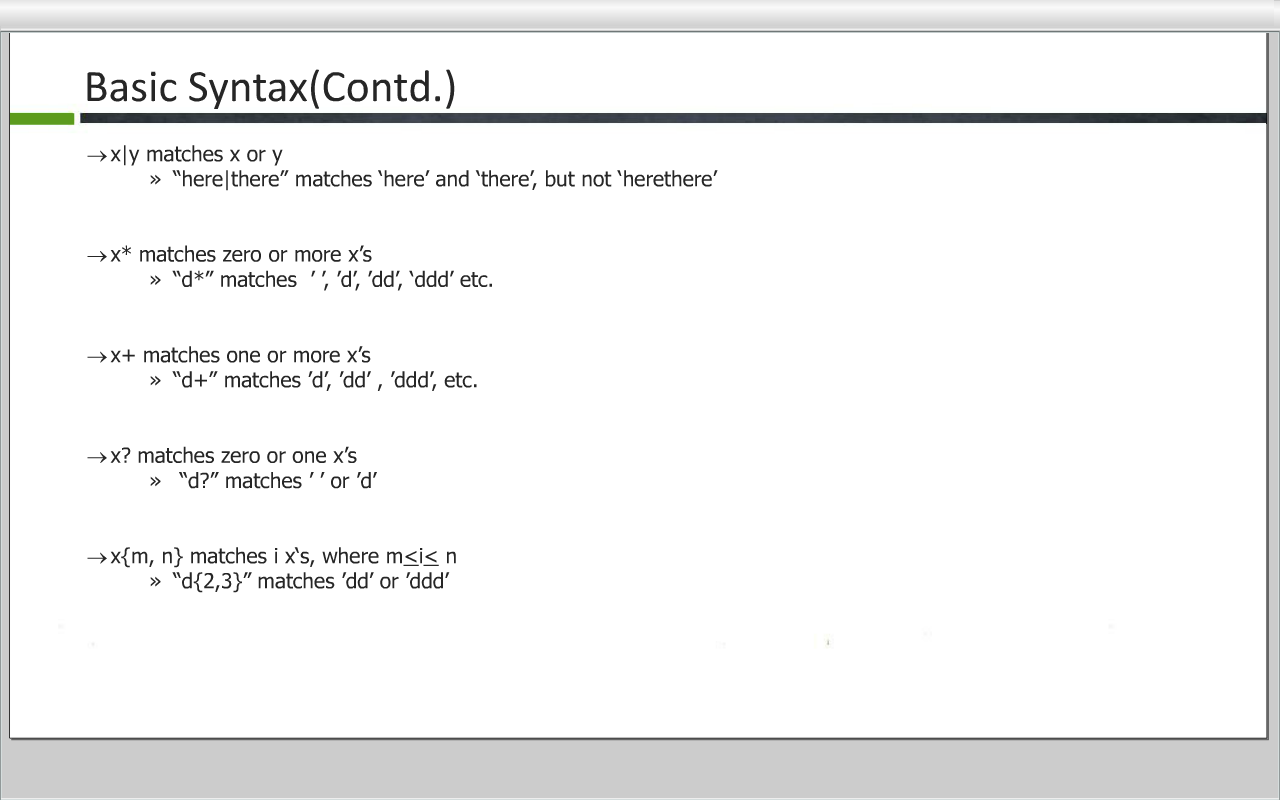 Basic Syntax(Contd.)
→x|y matches x or y
» “here|there” matches ‘here’ and ‘there’, but not ‘herethere’
→x* matches zero or more x’s
» “d*” matches ’ ’, ’d’, ’dd’, ‘ddd’ etc.
→x+ matches one or more x’s
» “d+” matches ’d’, ’dd’ , ’ddd’, etc.
→x? matches zero or one x’s
» “d?” matches ’ ’ or ’d’
→x{m, n} matches i x‘s, where m≤i≤ n
» “d{2,3}” matches ’dd’ or ’ddd’